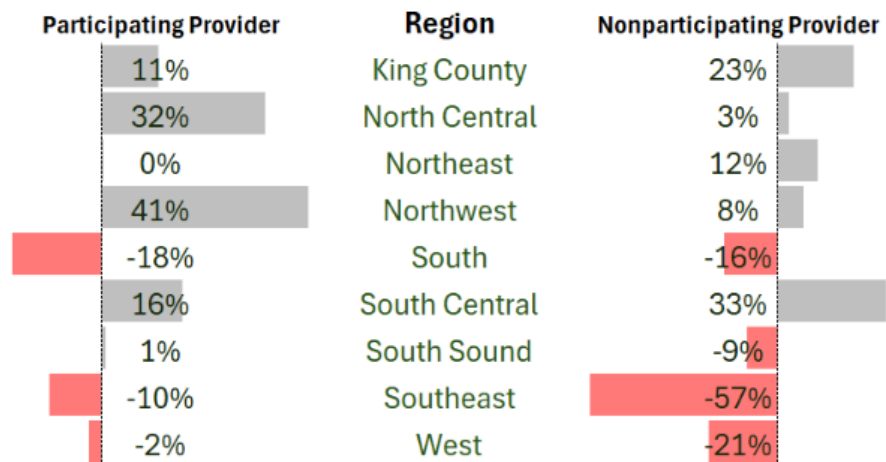 Participating Provider Region Nonparticipating Provider
11% King County 23%
32% North Central 3%
0% Northeast 12%
41% Northwest 8%
-18% South -16%
16% South Central 33%
1% South Sound -9%
-10% Southeast -57%
-2% West -21%